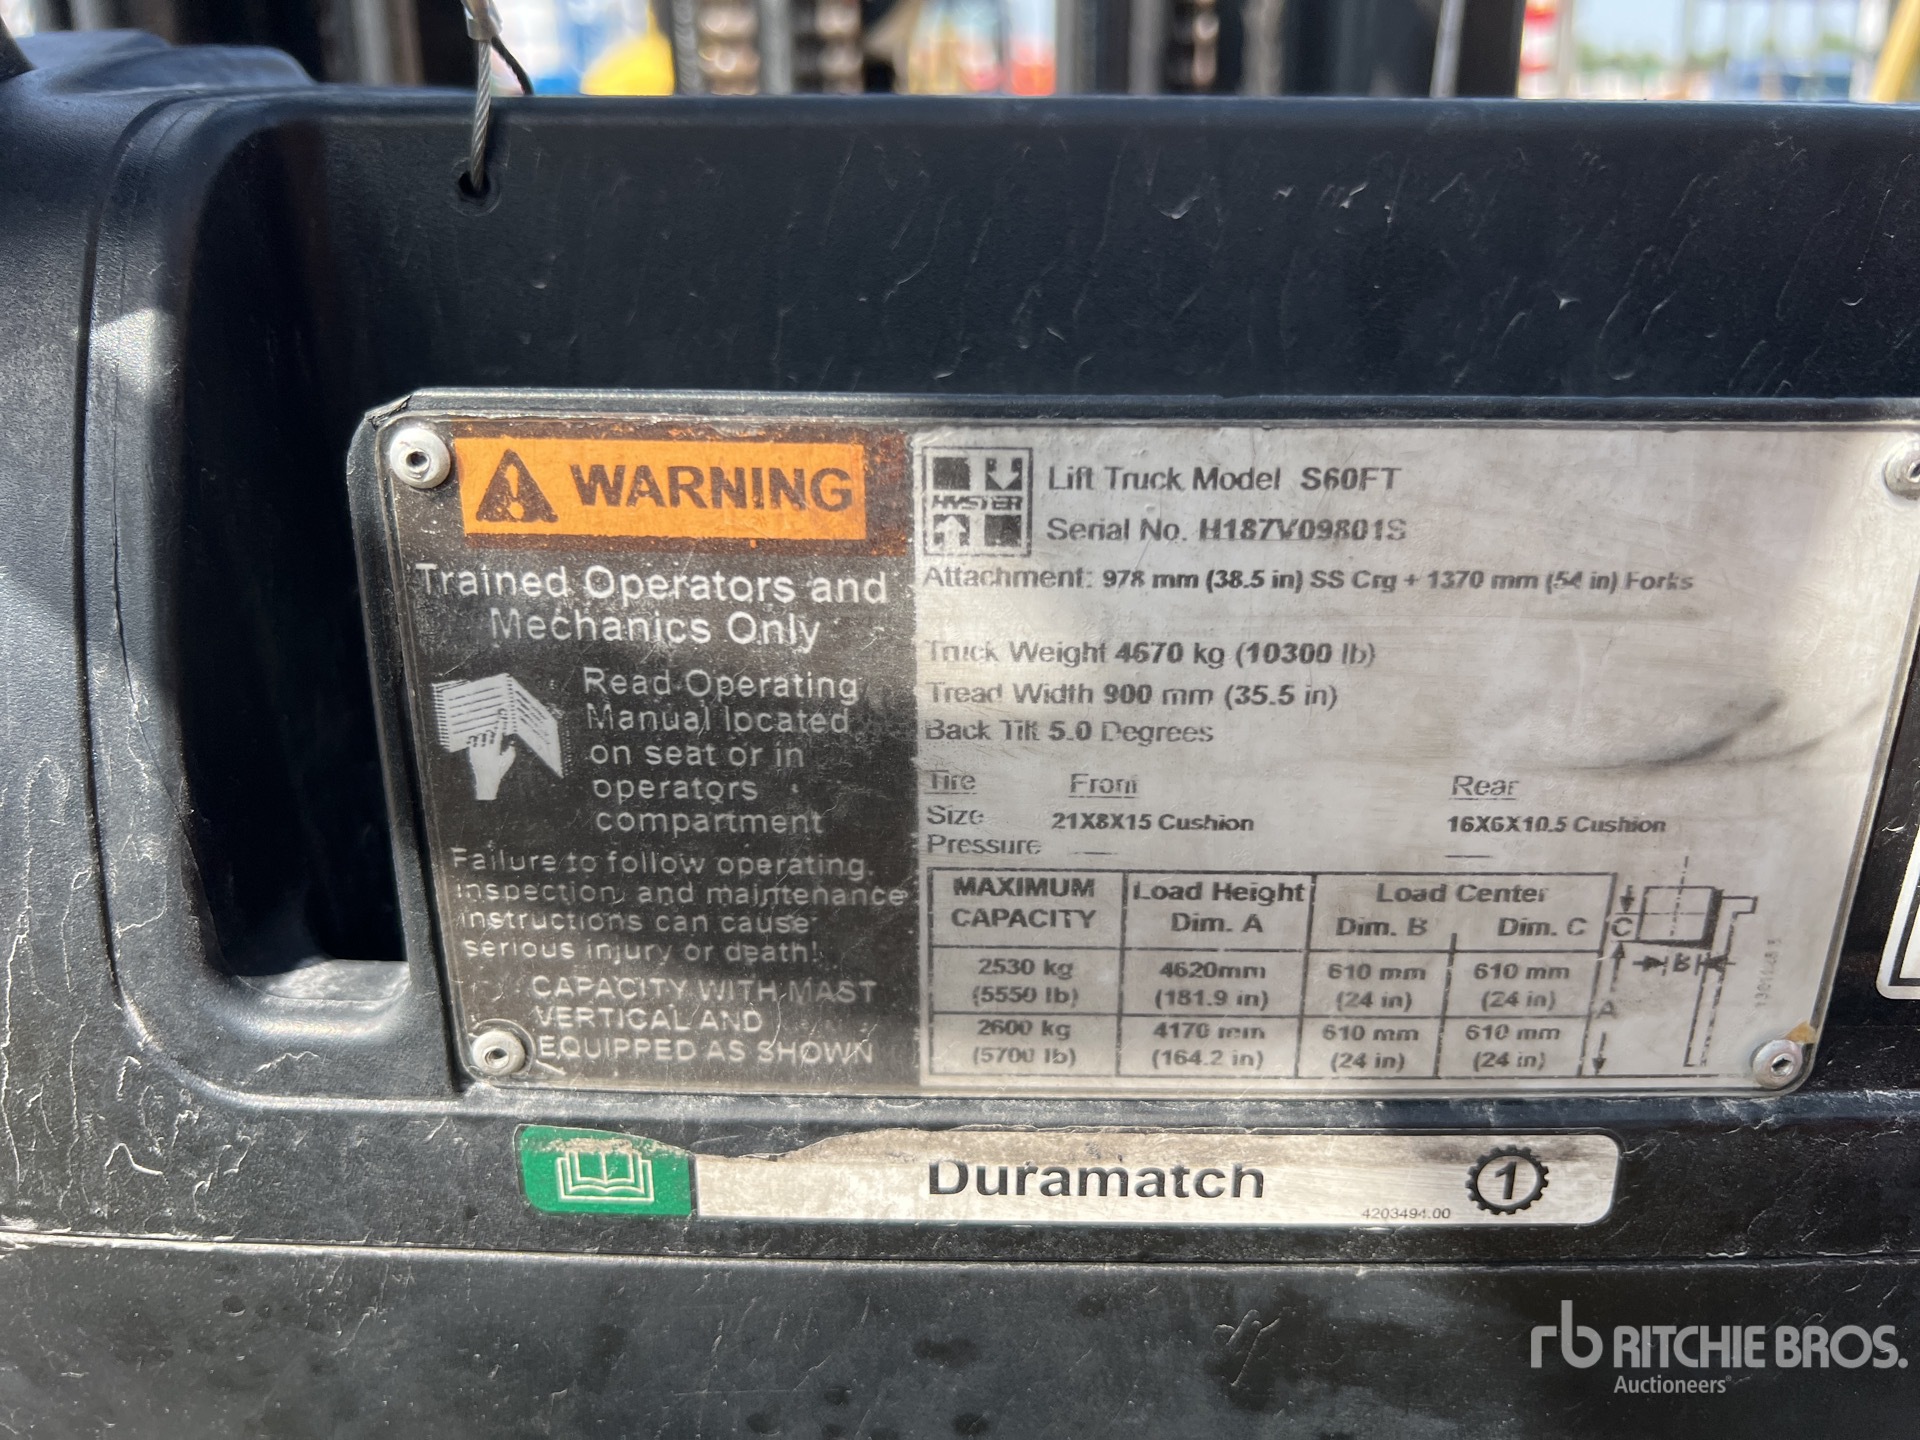 WARNING
Trained Operators and
Mechanics Only
Read Operating
Manual located
on seat or in
operators
compartment
Failure to follow operating,
inspection, and maintenance
instructions can cause
serious injury or death!
CAPACITY WITH MAST
VERTICAL AND
EQUIPPED AS SHOWN
HYSTER
Lift Truck Model S60FT
Serial No. H187V09801S
Attachment: 978 mm (38.5 in) SS Crg + 1370 mm (54 in) Forks
Truck Weight 4670 kg (10300 lb)
Tread Width 900 mm (35.5 in)
Back Tilt 5.0 Degrees
Tire Front Rear
Size 21X8X15 Cushion 16X6X10.5 Cushion
Pressure
MAXIMUM CAPACITY Load Height Dim. A Load Center Dim. B Dim. C
2530 kg 4620mm 610 mm 610 mm
(5550 lb) (181.9 in) (24 in) (24 in)
2600 kg 4170 mm 610 mm 610 mm
(5700 lb) (164.2 in) (24 in) (24 in)
C
B
A
Duramatch
4203494.00
1
rb RITCHIE BROS.
Auctioneers